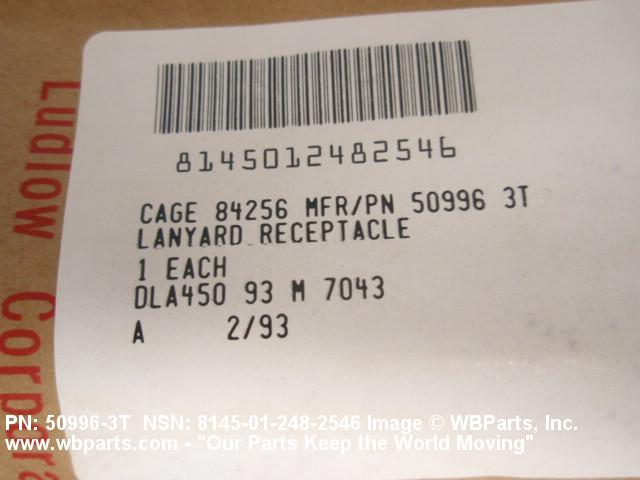 8145012482546
CAGE 84256 MFR/PN 50996 3T
LANYARD RECEPTACLE
1 EACH
DLA450 93 M 7043
A 2/93
Ludlow Corpora
PN: 50996-3T NSN: 8145-01-248-2546 Image © WBParts, Inc.
www.wbparts.com - "Our Parts Keep the World Moving"